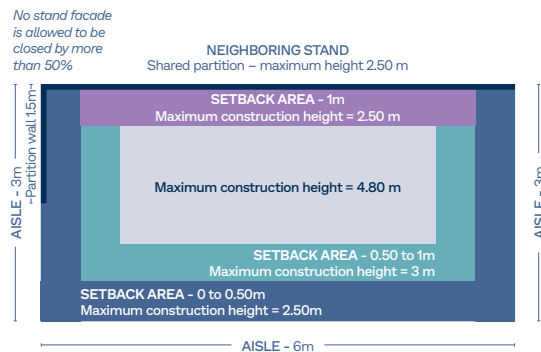 No stand facade
is allowed to be
closed by more
than 50%
NEIGHBORING STAND
Shared partition – maximum height 2.50 m
SETBACK AREA - 1m
Maximum construction height = 2.50 m
Partition wall 1.5m
AISLE - 3m
Maximum construction height = 4.80 m
AISLE - 3m
SETBACK AREA - 0.50 to 1m
Maximum construction height = 3 m
SETBACK AREA - 0 to 0.50m
Maximum construction height = 2.50m
AISLE - 6m